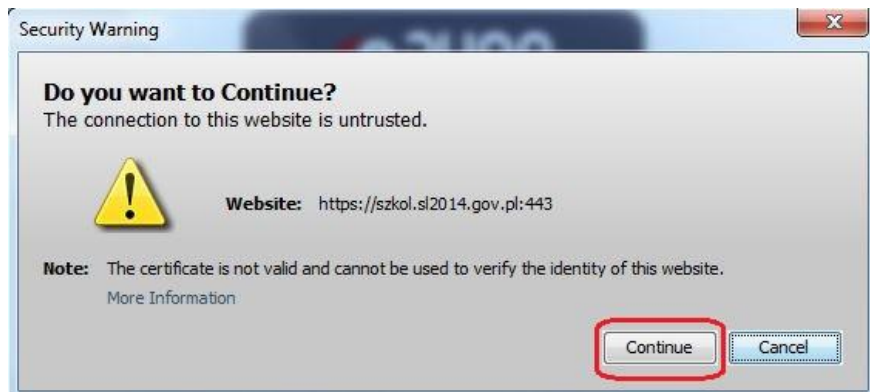 Security Warning
Do you want to Continue?
The connection to this website is untrusted.
Website: https://szkol.sl2014.gov.pl:443
Note: The certificate is not valid and cannot be used to verify the identity of this website.
More Information
Continue Cancel